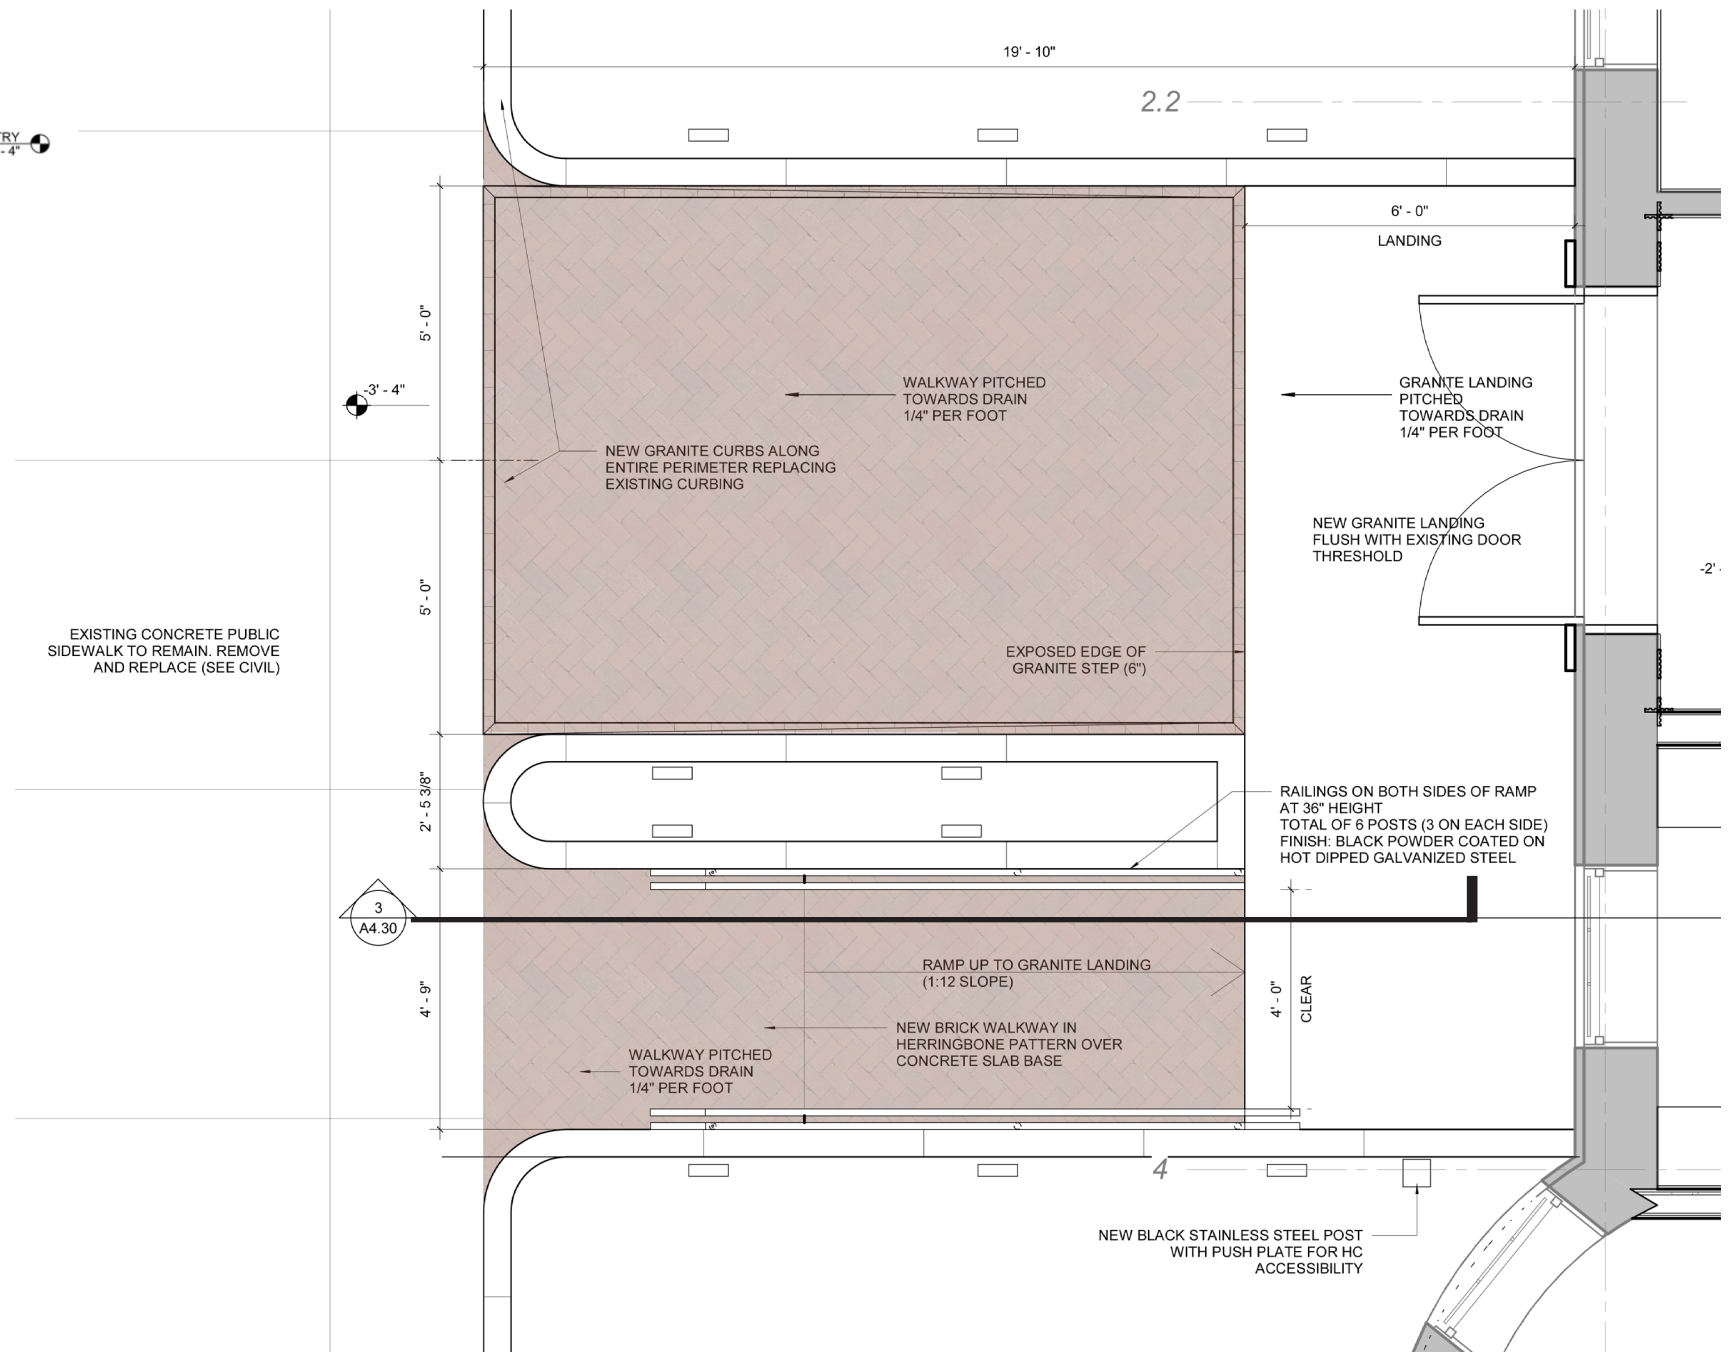 19' - 10"
2.2
TRY
- 4"
6' - 0"
LANDING
5' - 0"
-3' - 4"
WALKWAY PITCHED
TOWARDS DRAIN
1/4" PER FOOT
GRANITE LANDING
PITCHED
TOWARDS DRAIN
1/4" PER FOOT
NEW GRANITE CURBS ALONG
ENTIRE PERIMETER REPLACING
EXISTING CURBING
NEW GRANITE LANDING
FLUSH WITH EXISTING DOOR
THRESHOLD
-2' -
5' - 0"
EXISTING CONCRETE PUBLIC
SIDEWALK TO REMAIN. REMOVE
AND REPLACE (SEE CIVIL)
EXPOSED EDGE OF
GRANITE STEP (6")
2' - 5 3/8"
RAILINGS ON BOTH SIDES OF RAMP
AT 36" HEIGHT
TOTAL OF 6 POSTS (3 ON EACH SIDE)
FINISH: BLACK POWDER COATED ON
HOT DIPPED GALVANIZED STEEL
3
A4.30
RAMP UP TO GRANITE LANDING
(1:12 SLOPE)
4' - 9"
4' - 0"
CLEAR
NEW BRICK WALKWAY IN
HERRINGBONE PATTERN OVER
CONCRETE SLAB BASE
WALKWAY PITCHED
TOWARDS DRAIN
1/4" PER FOOT
4
NEW BLACK STAINLESS STEEL POST
WITH PUSH PLATE FOR HC
ACCESSIBILITY